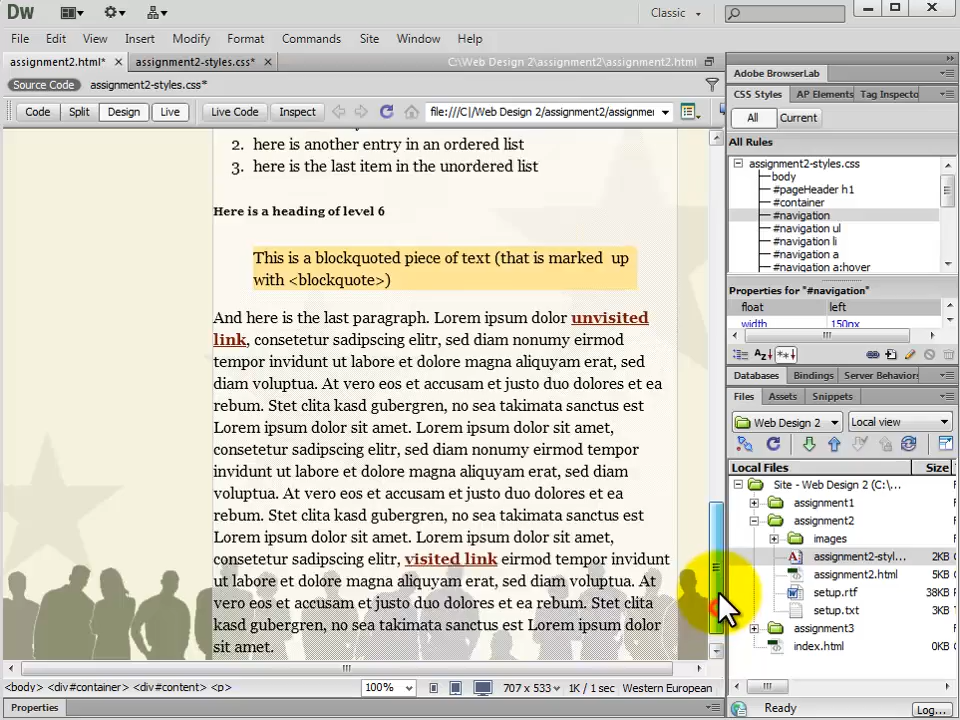 Dw
Classic
File Edit View Insert Modify Format Commands Site Window Help
assignment2.html* × assignment2-styles.css* × C:\Web Design 2\assignment2\assignment2.html
Source Code assignment2-styles.css*
Code Split Design Live Live Code Inspect file:///C|/Web Design 2/assignment2/assignmen
2. here is another entry in an ordered list
3. here is the last item in the unordered list
Here is a heading of level 6
This is a blockquoted piece of text (that is marked up
with <blockquote>)
And here is the last paragraph. Lorem ipsum dolor unvisited
link, consetetur sadipscing elitr, sed diam nonumy eirmod
tempor invidunt ut labore et dolore magna aliquyam erat, sed
diam voluptua. At vero eos et accusam et justo duo dolores et ea
rebum. Stet clita kasd gubergren, no sea takimata sanctus est
Lorem ipsum dolor sit amet. Lorem ipsum dolor sit amet,
consetetur sadipscing elitr, sed diam nonumy eirmod tempor
invidunt ut labore et dolore magna aliquyam erat, sed diam
voluptua. At vero eos et accusam et justo duo dolores et ea
rebum. Stet clita kasd gubergren, no sea takimata sanctus est
Lorem ipsum dolor sit amet. Lorem ipsum dolor sit amet,
consetetur sadipscing elitr, visited link eirmod tempor invidunt
ut labore et dolore magna aliquyam erat, sed diam voluptua. At
vero eos et accusam et justo duo dolores et ea rebum. Stet clita
kasd gubergren, no sea takimata sanctus est Lorem ipsum dolor
sit amet.
<body> <div#container> <div#content> <p> 100% 707 x 533 1K / 1 sec Western European
Properties
Adobe BrowserLab
CSS Styles AP Elements Tag Inspecto
All Current
All Rules
assignment2-styles.css
body
#pageHeader h1
#container
#navigation
#navigation ul
#navigation li
#navigation a
#navigation a:hover
Properties for "#navigation"
float left
width 150px
Databases Bindings Server Behavior
Files Assets Snippets
Web Design 2 Local view
Local Files Size
Site - Web Design 2 (C:\...
assignment1
assignment2
images
assignment2-styl... 2KB
assignment2.html 5KB
setup.rtf 38KB
setup.txt 3KB
assignment3
index.html 0KB
Ready Log...